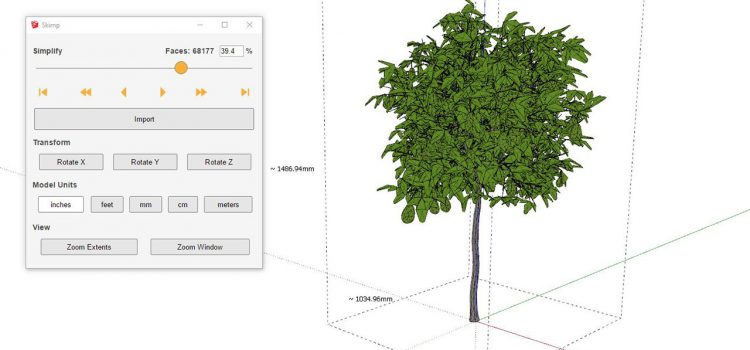 Skimp
Simplify Faces: 68177 39.4 %
Import
Transform
Rotate X Rotate Y Rotate Z
Model Units
inches feet mm cm meters
View
Zoom Extents Zoom Window
~ 1486.94mm
~ 1034.96mm